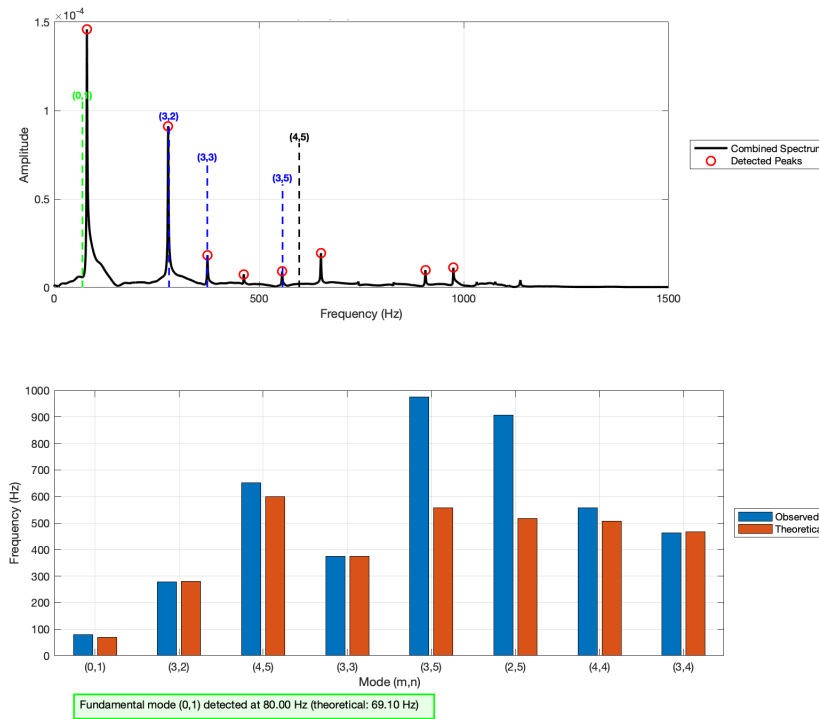 ×10⁻⁴
1.5
1
0.5
0
Amplitude
(0,1)
(3,2)
(3,3)
(3,5)
(4,5)
0 500 1000 1500
Frequency (Hz)
Combined Spectrum
Detected Peaks
1000
900
800
700
600
500
400
300
200
100
0
Frequency (Hz)
(0,1) (3,2) (4,5) (3,3) (3,5) (2,5) (4,4) (3,4)
Mode (m,n)
Observed
Theoretical
Fundamental mode (0,1) detected at 80.00 Hz (theoretical: 69.10 Hz)